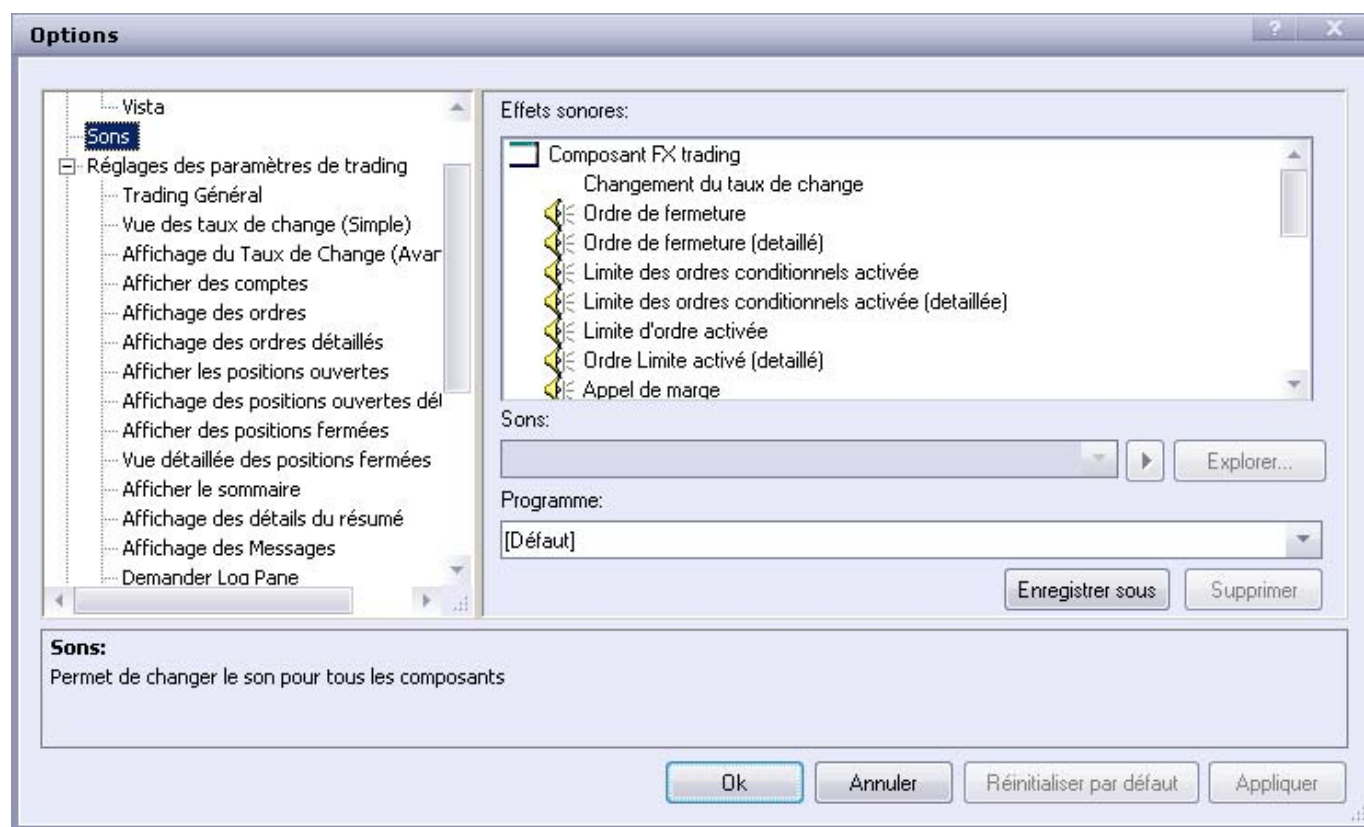 Options
Vista
Sons
Réglages des paramètres de trading
Trading Général
Vue des taux de change (Simple)
Affichage du Taux de Change (Avar
Afficher des comptes
Affichage des ordres
Affichage des ordres détaillés
Afficher les positions ouvertes
Affichage des positions ouvertes dél
Afficher des positions fermées
Vue détaillée des positions fermées
Afficher le sommaire
Affichage des détails du résumé
Affichage des Messages
Demander Log Pane
Effets sonores:
Composant FX trading
Changement du taux de change
Ordre de fermeture
Ordre de fermeture (detaillé)
Limite des ordres conditionnels activée
Limite des ordres conditionnels activée (detaillée)
Limite d'ordre activée
Ordre Limite activé (detaillé)
Appel de marge
Sons:
Explorer...
Programme:
[Défaut]
Enregistrer sous
Supprimer
Sons:
Permet de changer le son pour tous les composants
Ok
Annuler
Réinitialiser par défaut
Appliquer